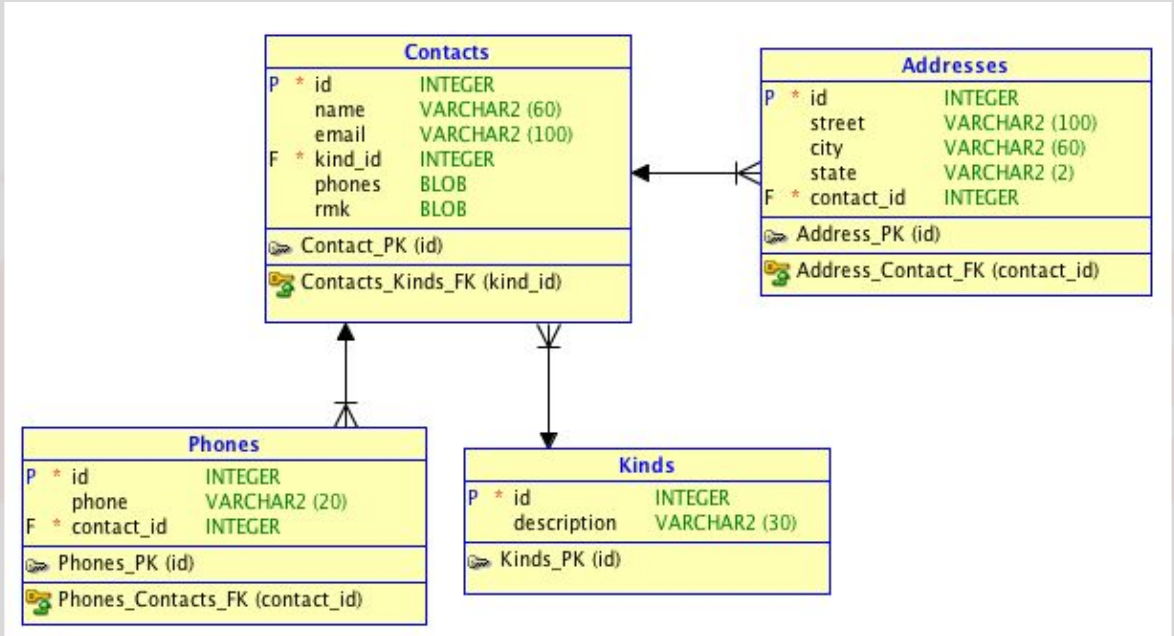 Contacts
P * id INTEGER
name VARCHAR2 (60)
email VARCHAR2 (100)
F * kind_id INTEGER
phones BLOB
rmk BLOB
Contact_PK (id)
Contacts_Kinds_FK (kind_id)
Addresses
P * id INTEGER
street VARCHAR2 (100)
city VARCHAR2 (60)
state VARCHAR2 (2)
F * contact_id INTEGER
Address_PK (id)
Address_Contact_FK (contact_id)
Phones
P * id INTEGER
phone VARCHAR2 (20)
F * contact_id INTEGER
Phones_PK (id)
Phones_Contacts_FK (contact_id)
Kinds
P * id INTEGER
description VARCHAR2 (30)
Kinds_PK (id)